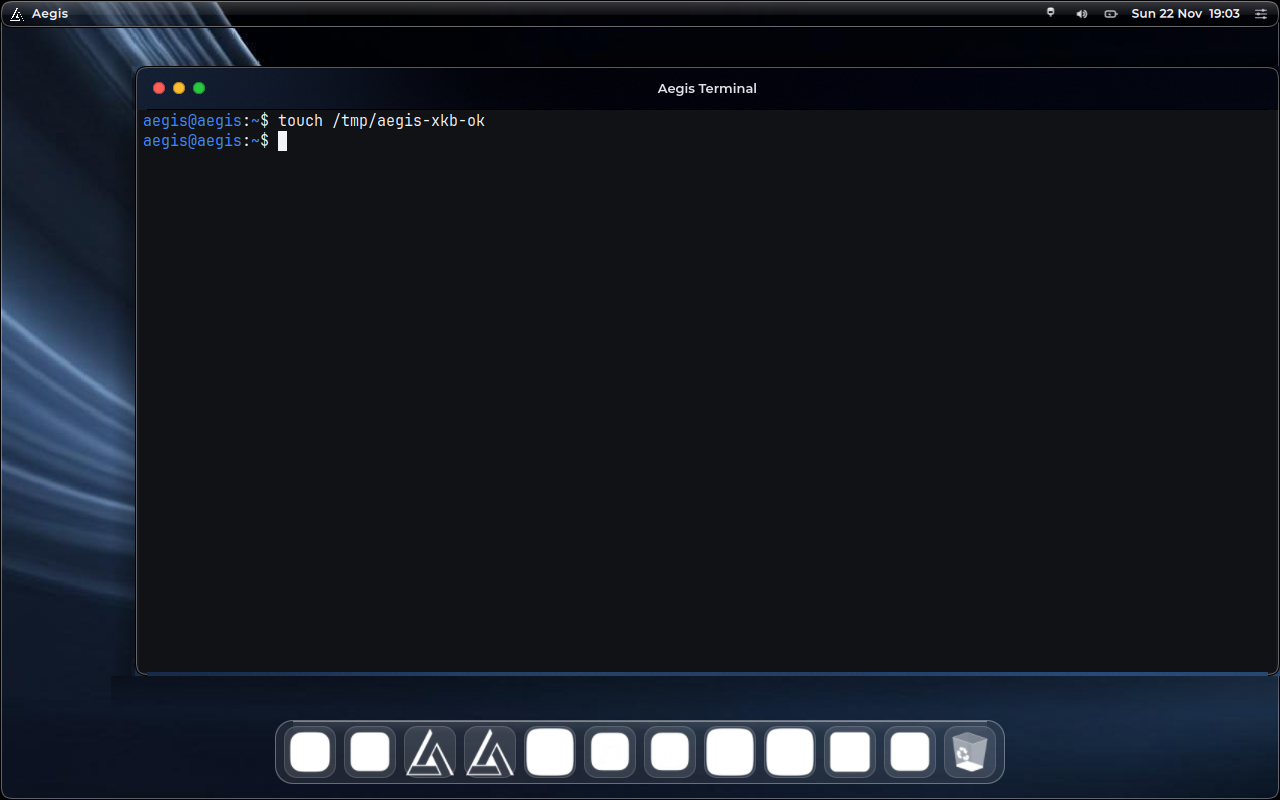 Aegis
Sun 22 Nov 19:03
Aegis Terminal
aegis@aegis:~$ touch /tmp/aegis-xkb-ok
aegis@aegis:~$